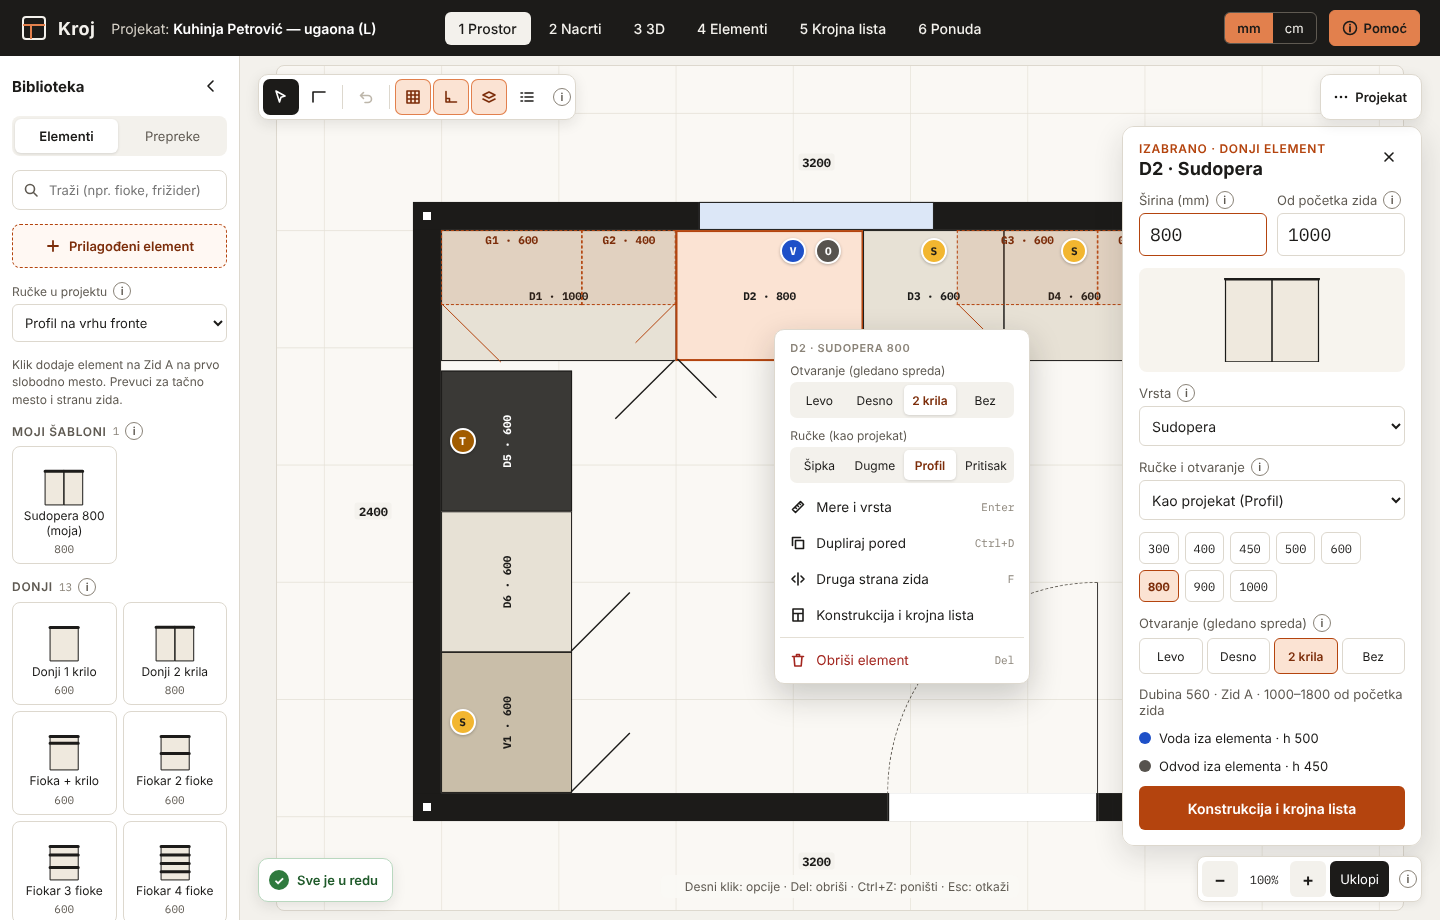 Kroj
Projekat: Kuhinja Petrović — ugaona (L)
1 Prostor
2 Nacrti
3 3D
4 Elementi
5 Krojna lista
6 Ponuda
mm
cm
Pomoć
Biblioteka
Elementi
Prepreke
Traži (npr. fioke, frižider)
Prilagođeni element
Ručke u projektu
Profil na vrhu fronte
Klik dodaje element na Zid A na prvo
slobodno mesto. Prevuci za tačno
mesto i stranu zida.
MOJI ŠABLONI 1
Sudopera 800
(moja)
800
DONJI 13
Donji 1 krilo
600
Donji 2 krila
800
Fioka + krilo
600
Fiokar 2 fioke
600
Fiokar 3 fioke
600
Fiokar 4 fioke
600
Projekat
3200
G1 · 600
G2 · 400
V
O
S
G3 · 600
S
D1 · 1000
D2 · 800
D3 · 600
D4 · 600
T
D5 · 600
2400
D6 · 600
S
V1 · 600
3200
D2 · SUDOPERA 800
Otvaranje (gledano spreda)
Levo
Desno
2 krila
Bez
Ručke (kao projekat)
Šipka
Dugme
Profil
Pritisak
Mere i vrsta Enter
Dupliraj pored Ctrl+D
Druga strana zida F
Konstrukcija i krojna lista
Obriši element Del
IZABRANO · DONJI ELEMENT
D2 · Sudopera
Širina (mm)
Od početka zida
800
1000
Vrsta
Sudopera
Ručke i otvaranje
Kao projekat (Profil)
300
400
450
500
600
800
900
1000
Otvaranje (gledano spreda)
Levo
Desno
2 krila
Bez
Dubina 560 · Zid A · 1000–1800 od početka
zida
Voda iza elementa · h 500
Odvod iza elementa · h 450
Konstrukcija i krojna lista
Sve je u redu
Desni klik: opcije · Del: obriši · Ctrl+Z: poništi · Esc: otkaži
−
100%
+
Uklopi